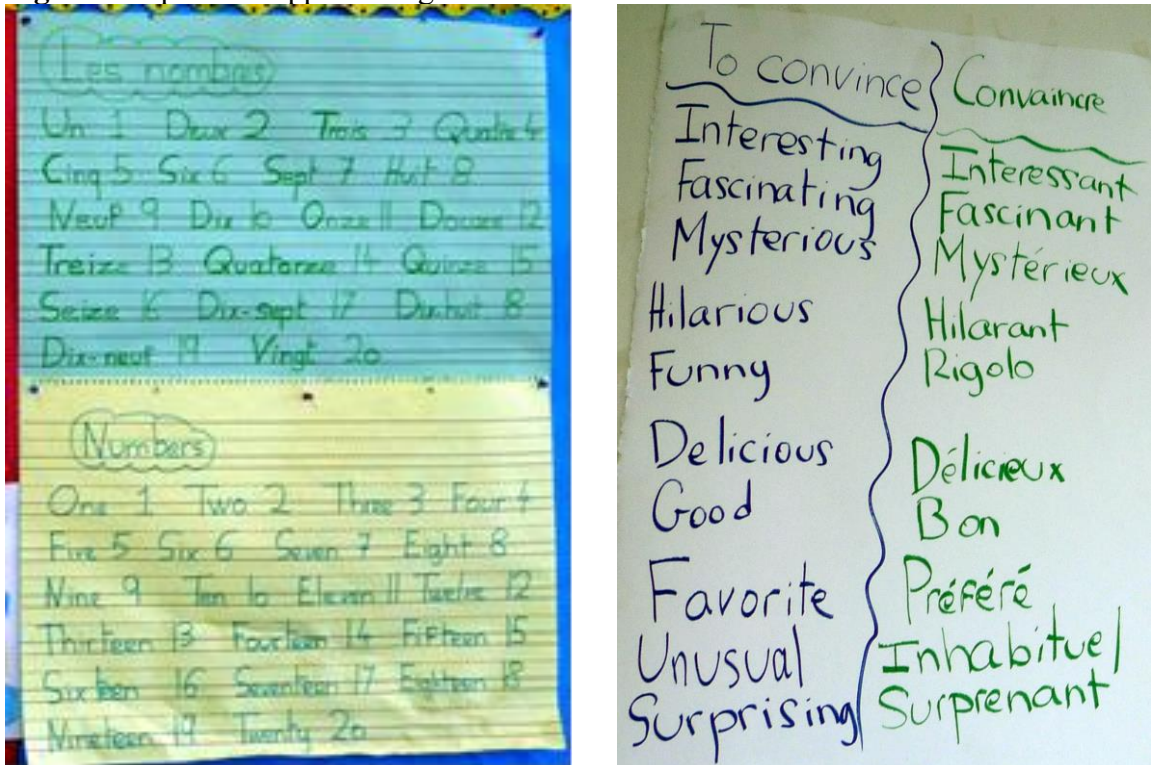 Les nombres
Un 1 Deux 2 Trois 3 Quatre 4
Cinq 5 Six 6 Sept 7 Huit 8
Neuf 9 Dix 10 Onze 11 Douze 12
Treize 13 Quatorze 14 Quinze 15
Seize 16 Dix-sept 17 Dix-huit 18
Dix-neuf 19 Vingt 20
Numbers
One 1 Two 2 Three 3 Four 4
Five 5 Six 6 Seven 7 Eight 8
Nine 9 Ten 10 Eleven 11 Twelve 12
Thirteen 13 Fourteen 14 Fifteen 15
Sixteen 16 Seventeen 17 Eighteen 18
Nineteen 19 Twenty 20
To convince
Interesting
Fascinating
Mysterious
Hilarious
Funny
Delicious
Good
Favorite
Unusual
Surprising
Convaincre
Interessant
Fascinant
Mystérieux
Hilarant
Rigolo
Délicieux
Bon
Préféré
Inhabituel
Surprenant